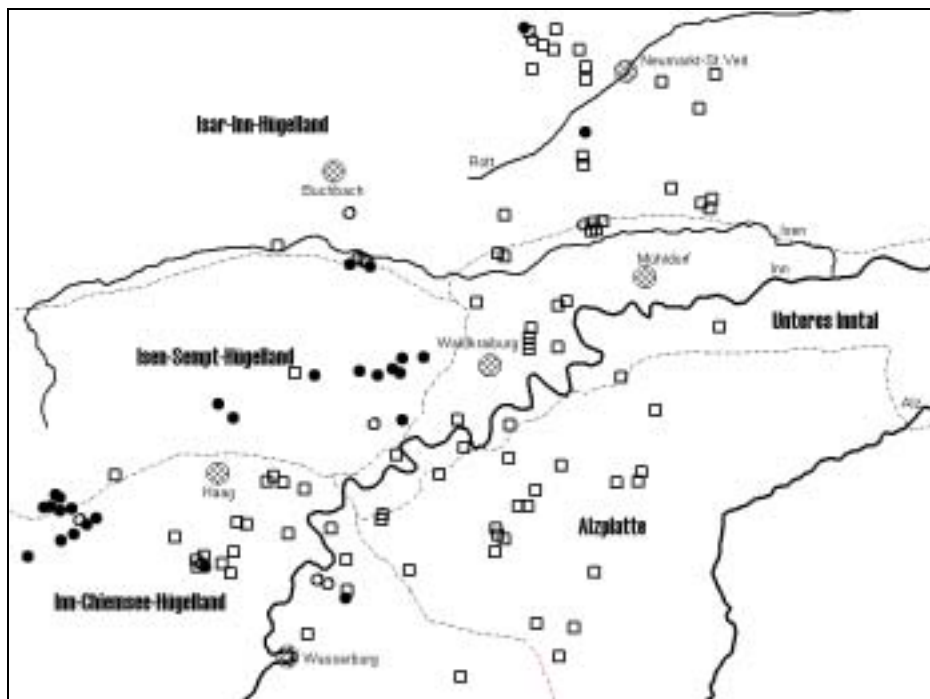 Neumarkt-St.Veit
Isar-Inn-Hügelland
Rott
Buchbach
Isen
Mühldorf
Inn
Unteres Inntal
Waldkraiburg
Isen-Sempt-Hügelland
Alz
Haag
Alzplatte
Inn-Chiemsee-Hügelland
Wasserburg